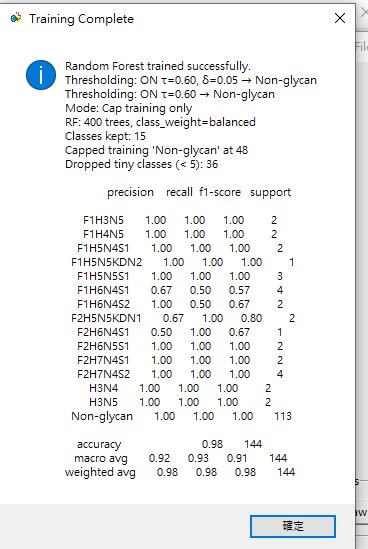 Training Complete
File
Random Forest trained successfully.
Thresholding: ON τ=0.60, δ=0.05 → Non-glycan
Thresholding: ON τ=0.60 → Non-glycan
Mode: Cap training only
RF: 400 trees, class_weight=balanced
Classes kept: 15
Capped training 'Non-glycan' at 48
Dropped tiny classes (< 5): 36
precision recall f1-score support
F1H3N5 1.00 1.00 1.00 2
F1H4N5 1.00 1.00 1.00 2
F1H5N4S1 1.00 1.00 1.00 2
F1H5N5KDN2 1.00 1.00 1.00 1
F1H5N5S1 1.00 1.00 1.00 3
F1H6N4S1 0.67 0.50 0.57 4
F1H6N4S2 1.00 0.50 0.67 2
F2H5N5KDN1 0.67 1.00 0.80 2
F2H6N4S1 0.50 1.00 0.67 1
F2H6N5S1 1.00 1.00 1.00 2
F2H7N4S1 1.00 1.00 1.00 2
F2H7N4S2 1.00 1.00 1.00 4
H3N4 1.00 1.00 1.00 2
H3N5 1.00 1.00 1.00 2
Non-glycan 1.00 1.00 1.00 113
accuracy 0.98 144
macro avg 0.92 0.93 0.91 144
weighted avg 0.98 0.98 0.98 144
確定